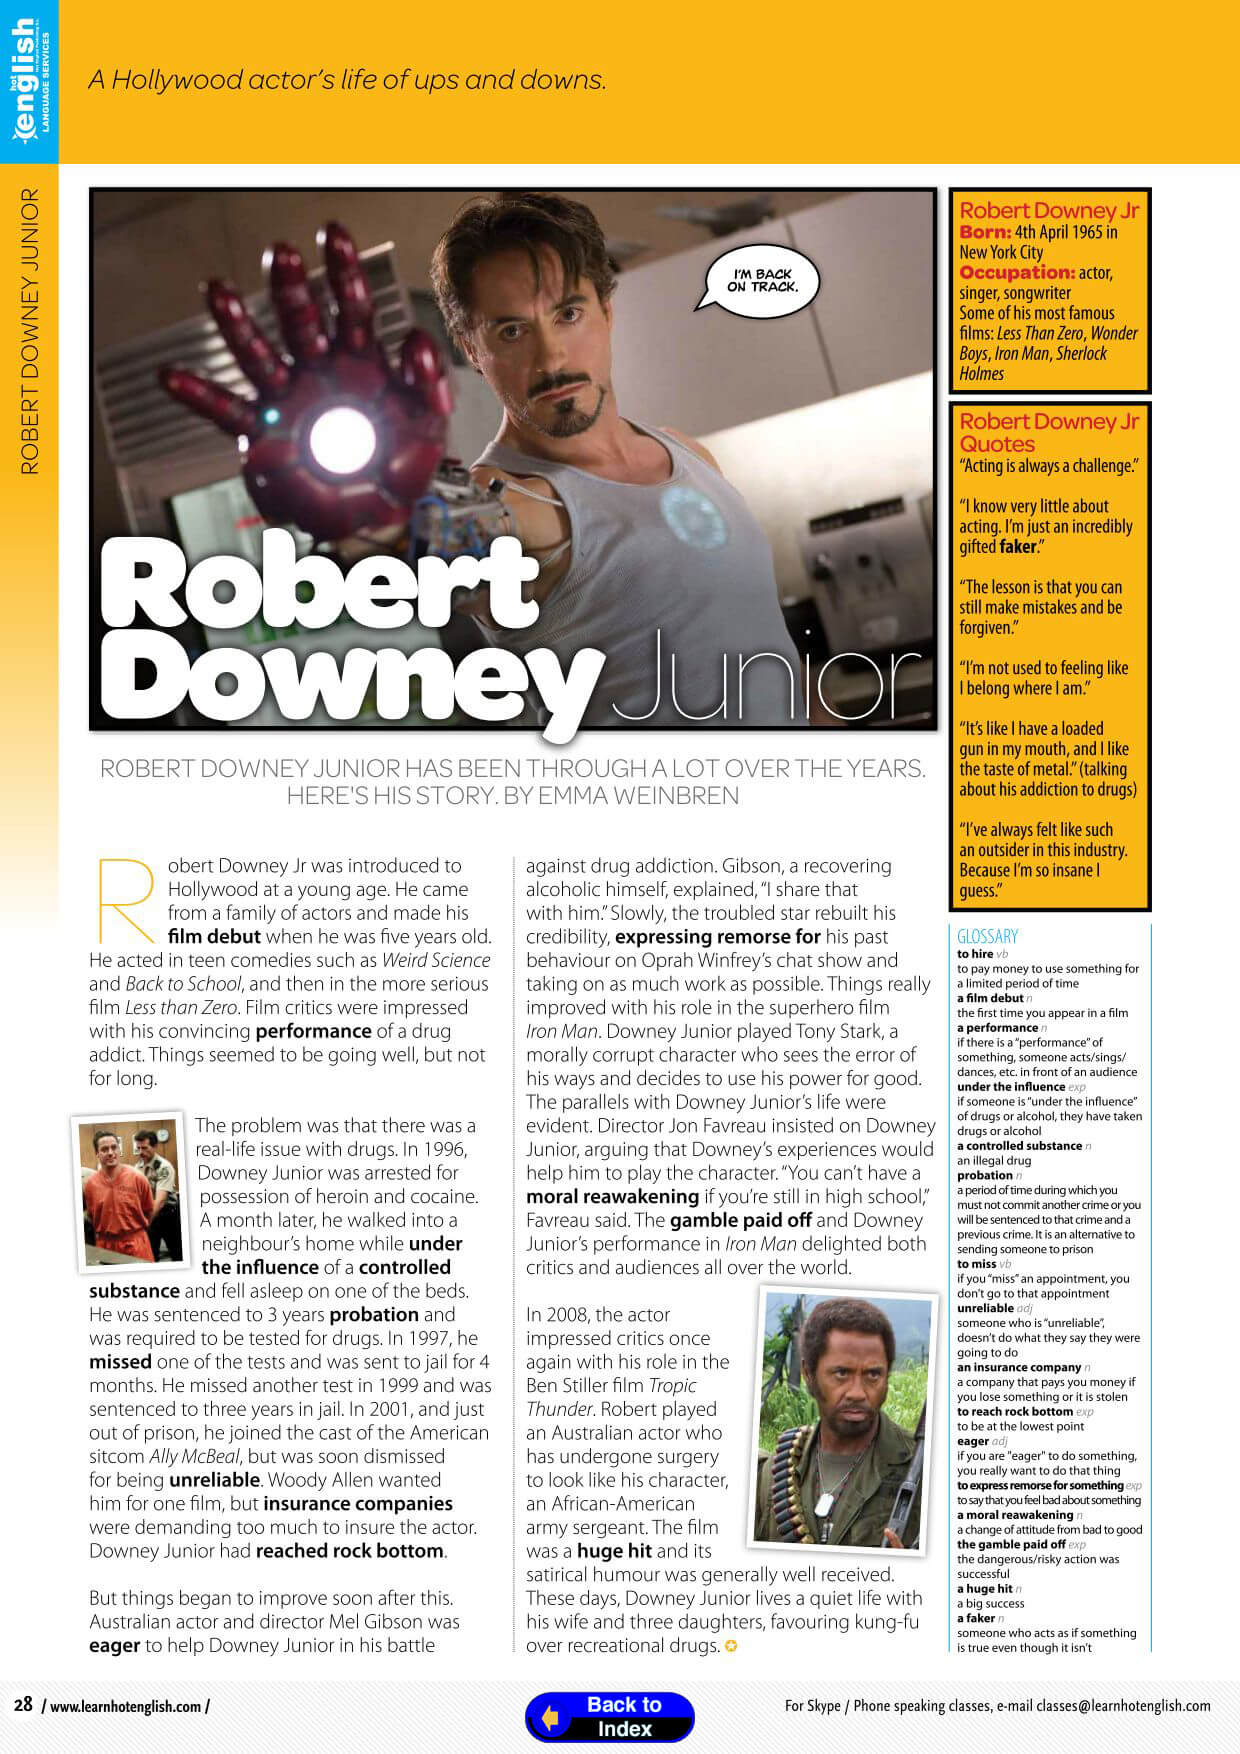 hot
english
LANGUAGE SERVICES
A Hollywood actor's life of ups and downs.
ROBERT DOWNEY JUNIOR
I'M BACK
ON TRACK.
Robert
Downey Junior
ROBERT DOWNEY JUNIOR HAS BEEN THROUGH A LOT OVER THE YEARS.
HERE'S HIS STORY. BY EMMA WEINBREN
Robert Downey Jr was introduced to
Hollywood at a young age. He came
from a family of actors and made his
film debut when he was five years old.
He acted in teen comedies such as Weird Science
and Back to School, and then in the more serious
film Less than Zero. Film critics were impressed
with his convincing performance of a drug
addict. Things seemed to be going well, but not
for long.
The problem was that there was a
real-life issue with drugs. In 1996,
Downey Junior was arrested for
possession of heroin and cocaine.
A month later, he walked into a
neighbour's home while under
the influence of a controlled
substance and fell asleep on one of the beds.
He was sentenced to 3 years probation and
was required to be tested for drugs. In 1997, he
missed one of the tests and was sent to jail for 4
months. He missed another test in 1999 and was
sentenced to three years in jail. In 2001, and just
out of prison, he joined the cast of the American
sitcom Ally McBeal, but was soon dismissed
for being unreliable. Woody Allen wanted
him for one film, but insurance companies
were demanding too much to insure the actor.
Downey Junior had reached rock bottom.
But things began to improve soon after this.
Australian actor and director Mel Gibson was
eager to help Downey Junior in his battle
against drug addiction. Gibson, a recovering
alcoholic himself, explained, "I share that
with him." Slowly, the troubled star rebuilt his
credibility, expressing remorse for his past
behaviour on Oprah Winfrey's chat show and
taking on as much work as possible. Things really
improved with his role in the superhero film
Iron Man. Downey Junior played Tony Stark, a
morally corrupt character who sees the error of
his ways and decides to use his power for good.
The parallels with Downey Junior's life were
evident. Director Jon Favreau insisted on Downey
Junior, arguing that Downey's experiences would
help him to play the character. "You can't have a
moral reawakening if you're still in high school,"
Favreau said. The gamble paid off and Downey
Junior's performance in Iron Man delighted both
critics and audiences all over the world.
In 2008, the actor
impressed critics once
again with his role in the
Ben Stiller film Tropic
Thunder. Robert played
an Australian actor who
has undergone surgery
to look like his character,
an African-American
army sergeant. The film
was a huge hit and its
satirical humour was generally well received.
These days, Downey Junior lives a quiet life with
his wife and three daughters, favouring kung-fu
over recreational drugs.
Robert Downey Jr
Born: 4th April 1965 in
New York City
Occupation: actor,
singer, songwriter
Some of his most famous
films: Less Than Zero, Wonder
Boys, Iron Man, Sherlock
Holmes
Robert Downey Jr
Quotes
"Acting is always a challenge."
"I know very little about
acting. I'm just an incredibly
gifted faker."
"The lesson is that you can
still make mistakes and be
forgiven."
"I'm not used to feeling like
I belong where I am."
"It's like I have a loaded
gun in my mouth, and I like
the taste of metal." (talking
about his addiction to drugs)
"I've always felt like such
an outsider in this industry.
Because I'm so insane I
guess."
GLOSSARY
to hire vb
to pay money to use something for
a limited period of time
a film debut n
the first time you appear in a film
a performance n
if there is a "performance" of
something, someone acts/sings/
dances, etc. in front of an audience
under the influence exp
if someone is "under the influence"
of drugs or alcohol, they have taken
drugs or alcohol
a controlled substance n
an illegal drug
probation n
a period of time during which you
must not commit another crime or you
will be sentenced to that crime and a
previous crime. It is an alternative to
sending someone to prison
to miss vb
if you "miss" an appointment, you
don't go to that appointment
unreliable adj
someone who is "unreliable",
doesn't do what they say they were
going to do
an insurance company n
a company that pays you money if
you lose something or it is stolen
to reach rock bottom exp
to be at the lowest point
eager adj
if you are "eager" to do something,
you really want to do that thing
to express remorse for something exp
to say that you feel bad about something
a moral reawakening n
a change of attitude from bad to good
the gamble paid off exp
the dangerous/risky action was
successful
a huge hit n
a big success
a faker n
someone who acts as if something
is true even though it isn't
28 / www.learnhotenglish.com /
Back to
Index
For Skype / Phone speaking classes, e-mail classes@learnhotenglish.com